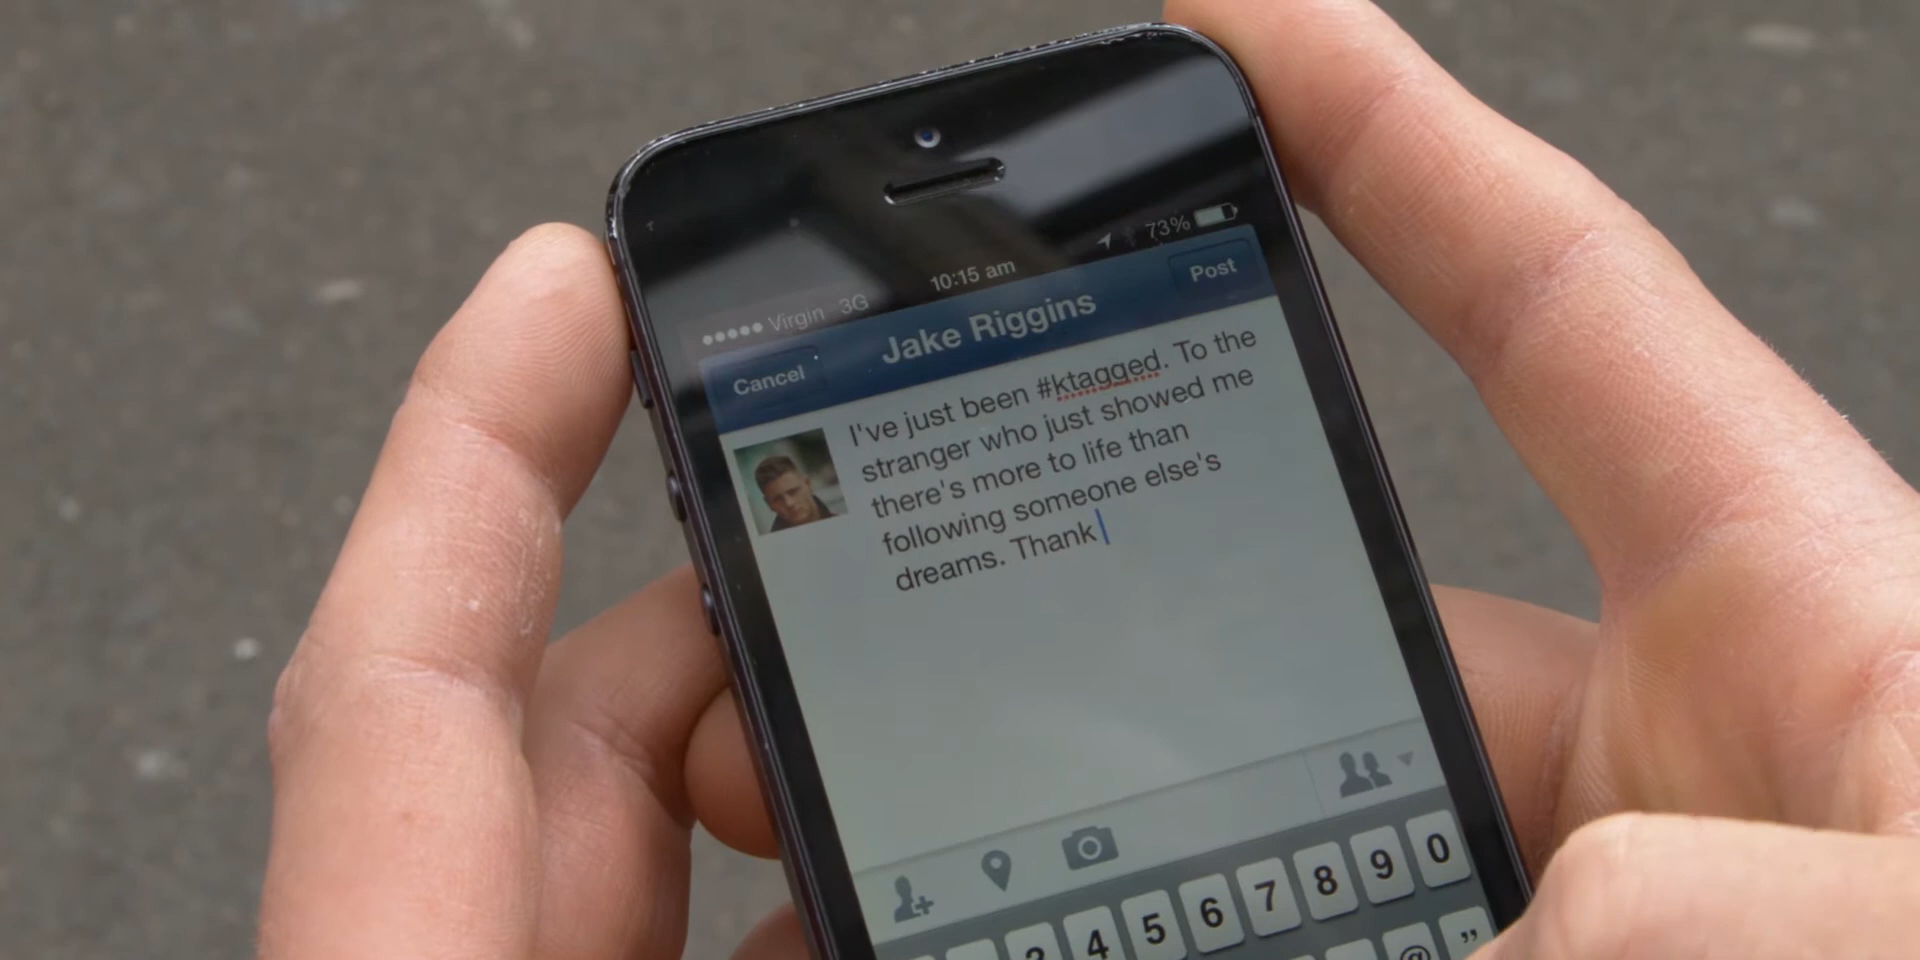 Virgin 3G 10:15 am 73%
Cancel Jake Riggins Post
I've just been #ktagged. To the
stranger who just showed me
there's more to life than
following someone else's
dreams. Thank
4 5 6 7 8 9 0
@ "